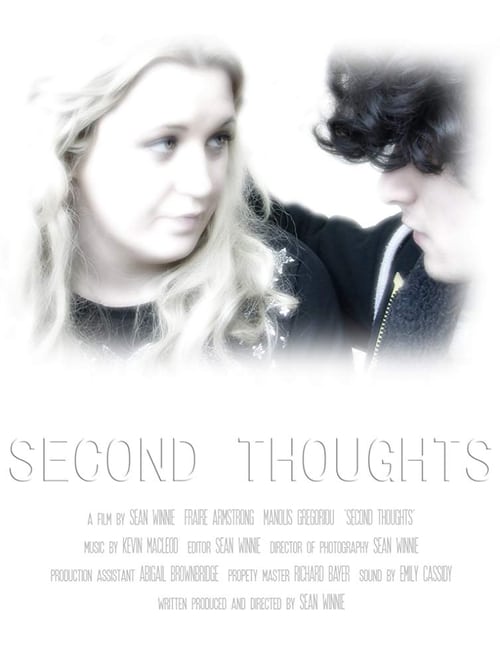 SECOND THOUGHTS
A FILM BY SEAN WINNIE FRAIRE ARMSTRONG MANOLIS GREGORIOU 'SECOND THOUGHTS'
MUSIC BY KEVIN MACLEOD EDITOR SEAN WINNIE DIRECTOR OF PHOTOGRAPHY SEAN WINNIE
PRODUCTION ASSISTANT ABIGAIL BROWNBRIDGE PROPETY MASTER RICHARD BAYER SOUND BY EMILY CASSIDY
WRITTEN PRODUCED AND DIRECTED BY SEAN WINNIE